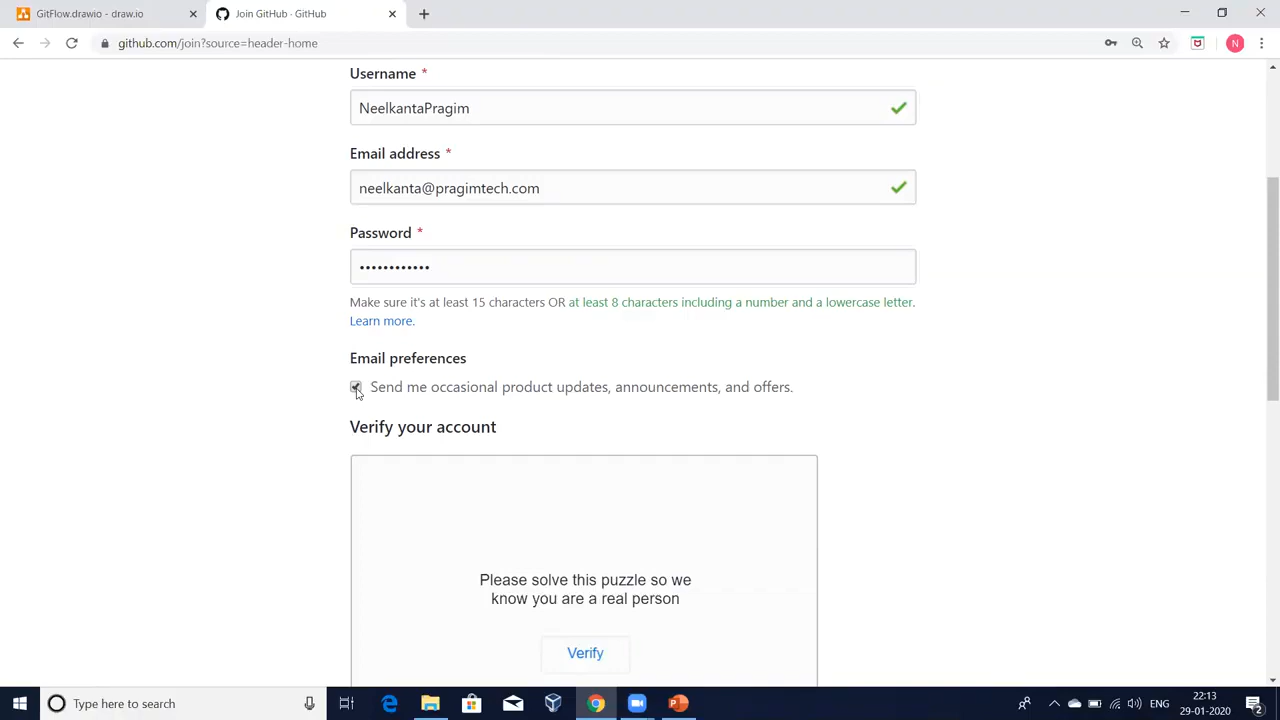 GitFlow.drawio - draw.io
Join GitHub · GitHub
github.com/join?source=header-home
N
Username *
NeelkantaPragim
Email address *
neelkanta@pragimtech.com
Password *
••••••••••••
Make sure it's at least 15 characters OR at least 8 characters including a number and a lowercase letter.
Learn more.
Email preferences
Send me occasional product updates, announcements, and offers.
Verify your account
Please solve this puzzle so we
know you are a real person
Verify
Type here to search
ENG
22:13
29-01-2020
2